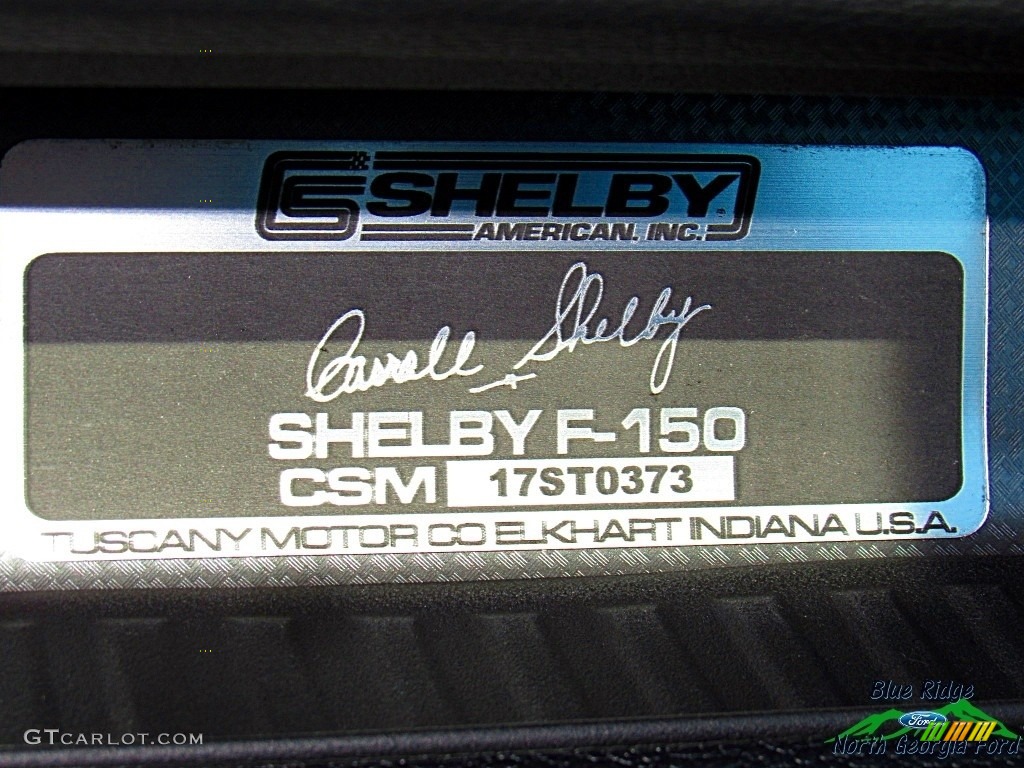 SHELBY®
AMERICAN, INC.
Carroll Shelby
SHELBY F-150
CSM 17ST0373
TUSCANY MOTOR CO ELKHART INDIANA U.S.A.
Blue Ridge
Ford
North Georgia Ford
GTCARLOT.COM